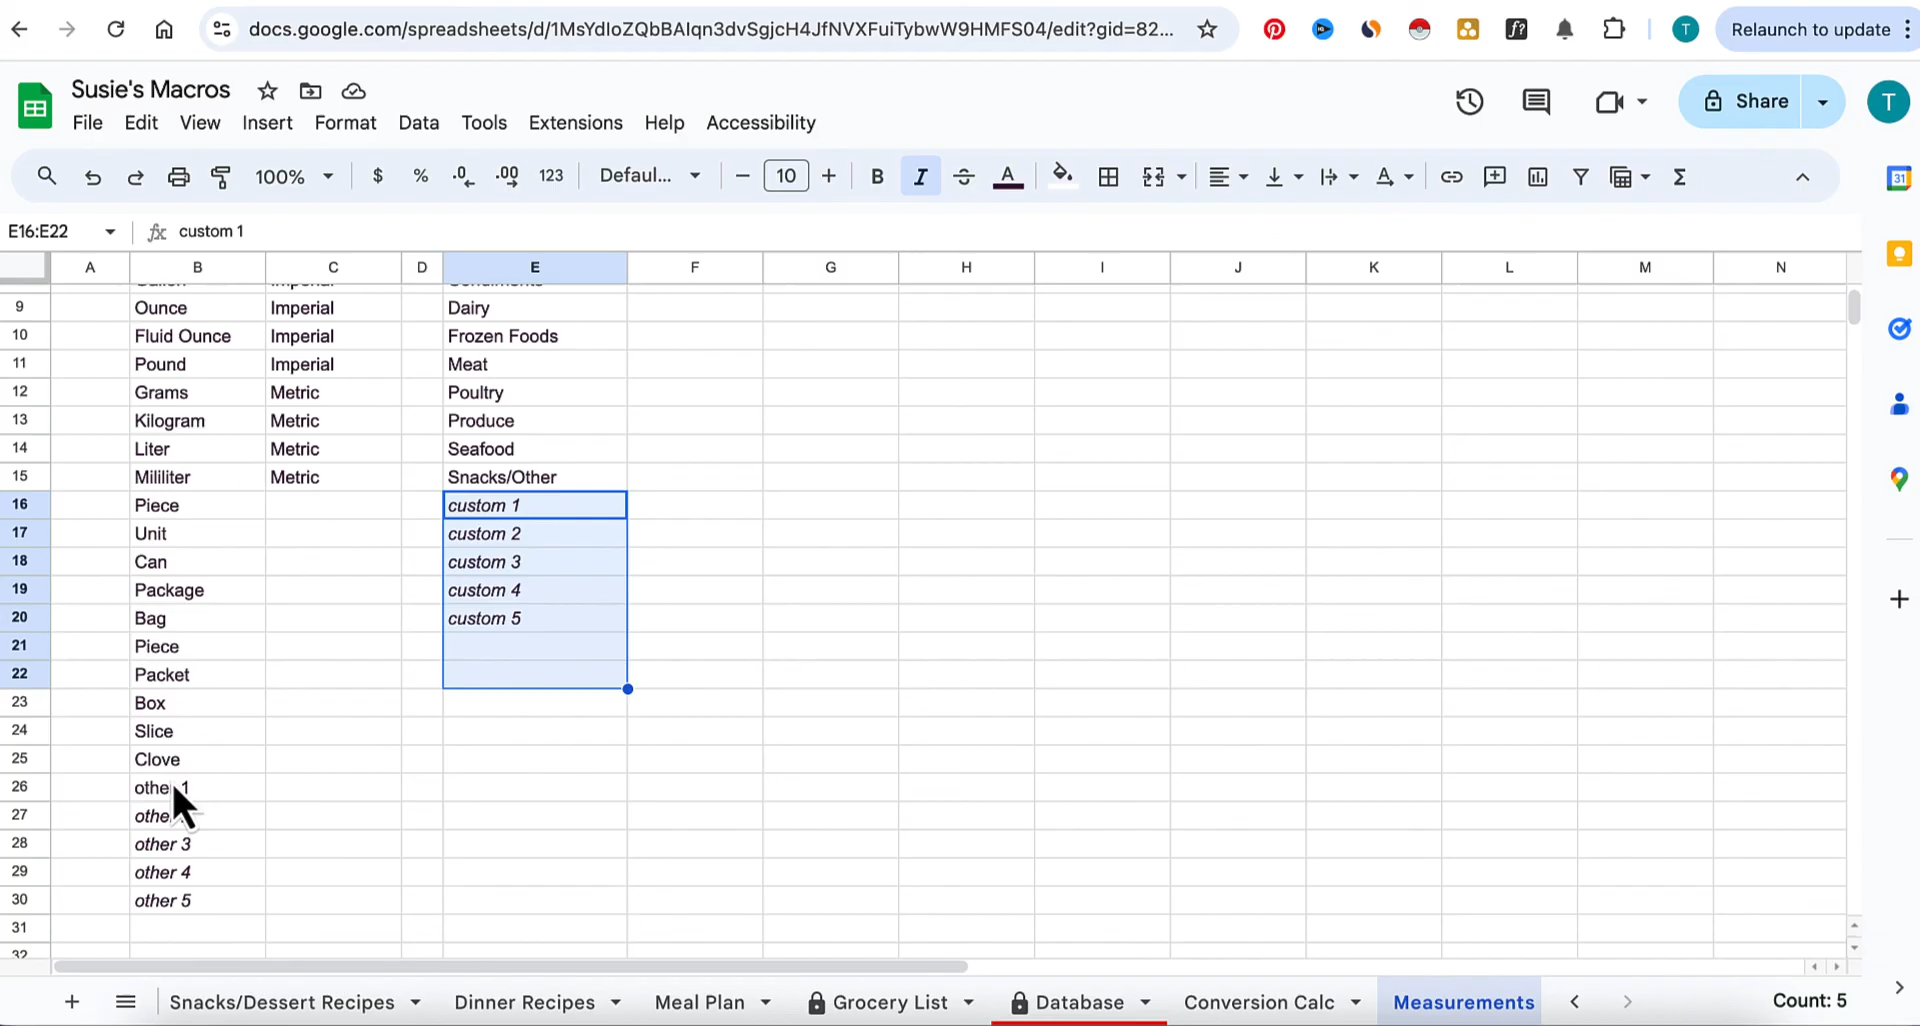 docs.google.com/spreadsheets/d/1MsYdIoZQbBAIqn3dvSgjcH4JfNVXFuiTybwW9HMFS04/edit?gid=82...
T
Relaunch to update
Susie's Macros
File Edit View Insert Format Data Tools Extensions Help Accessibility
Share
T
100% $ % .0 .00 123 Defaul... 10 B I S A Σ
31
E16:E22 fx custom 1
A B C D E F G H I J K L M N
9 Ounce Imperial Dairy
10 Fluid Ounce Imperial Frozen Foods
11 Pound Imperial Meat
12 Grams Metric Poultry
13 Kilogram Metric Produce
14 Liter Metric Seafood
15 Mililiter Metric Snacks/Other
16 Piece custom 1
17 Unit custom 2
18 Can custom 3
19 Package custom 4
20 Bag custom 5
21 Piece
22 Packet
23 Box
24 Slice
25 Clove
26 other 1
27 other
28 other 3
29 other 4
30 other 5
31
32
Snacks/Dessert Recipes Dinner Recipes Meal Plan Grocery List Database Conversion Calc Measurements Count: 5